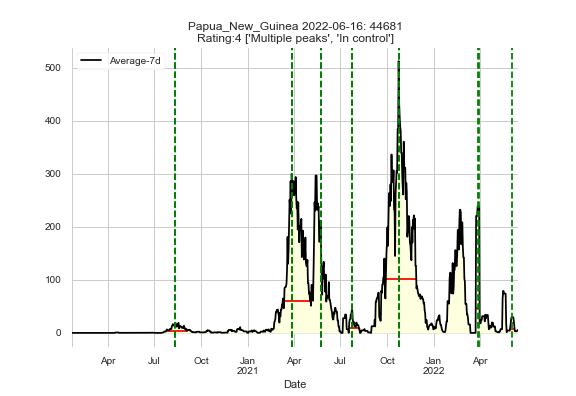 Papua_New_Guinea 2022-06-16: 44681
Rating:4 ['Multiple peaks', 'In control']
Average-7d
500
400
300
200
100
0
Apr Jul Oct Jan Apr Jul Oct Jan Apr
2021 2022
Date